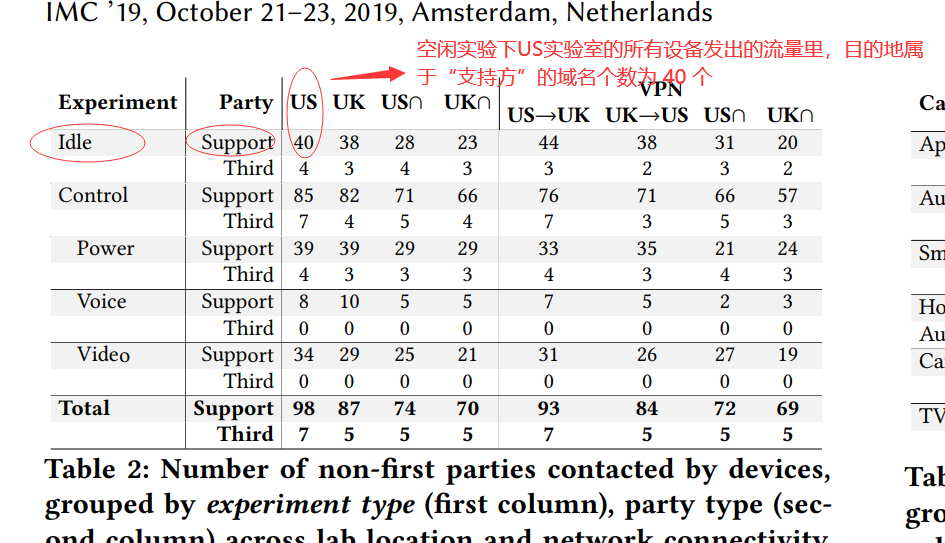 IMC ’19, October 21–23, 2019, Amsterdam, Netherlands
空闲实验下US实验室的所有设备发出的流量里，目的地属
于“支持方”的域名个数为 40 个
VPN
Experiment Party US UK US∩ UK∩ US→UK UK→US US∩ UK∩
Idle Support 40 38 28 23 44 38 31 20
Third 4 3 4 3 3 2 3 2
Control Support 85 82 71 66 76 71 66 57
Third 7 4 5 4 7 3 5 3
Power Support 39 39 29 29 33 35 21 24
Third 4 3 3 3 4 3 4 3
Voice Support 8 10 5 5 7 5 2 3
Third 0 0 0 0 0 0 0 0
Video Support 34 29 25 21 31 26 27 19
Third 0 0 0 0 0 0 0 0
Total Support 98 87 74 70 93 84 72 69
Third 7 5 5 5 7 5 5 5
Table 2: Number of non-first parties contacted by devices,
grouped by experiment type (first column), party type (sec-
ond column) across lab location and network connectivity
Ca
Ap
Au
Sm
Ho
Au
Ca
TV
Tab
gro